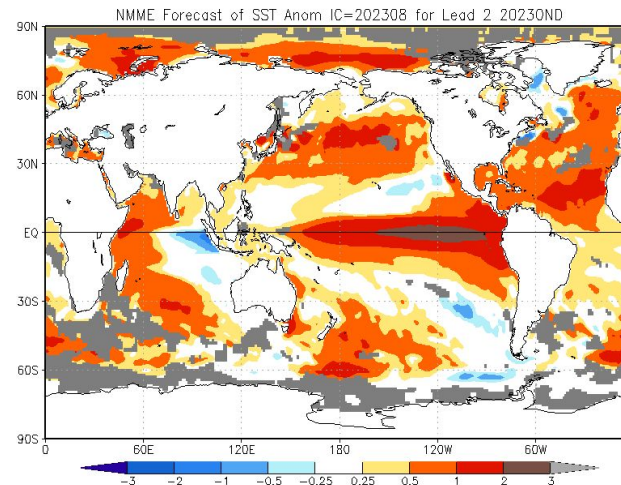 NMME Forecast of SST Anom IC=202308 for Lead 2 2023OND
90N
60N
30N
EQ
30S
60S
90S
0 60E 120E 180 120W 60W
-3 -2 -1 -0.5 -0.25 0.25 0.5 1 2 3